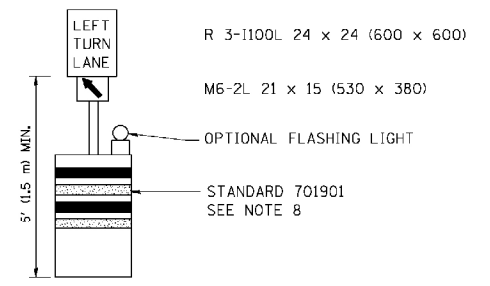 LEFT
TURN
LANE
R 3-I100L 24 x 24 (600 x 600)
M6-2L 21 x 15 (530 x 380)
OPTIONAL FLASHING LIGHT
STANDARD 701901
SEE NOTE 8
5' (1.5 m) MIN.